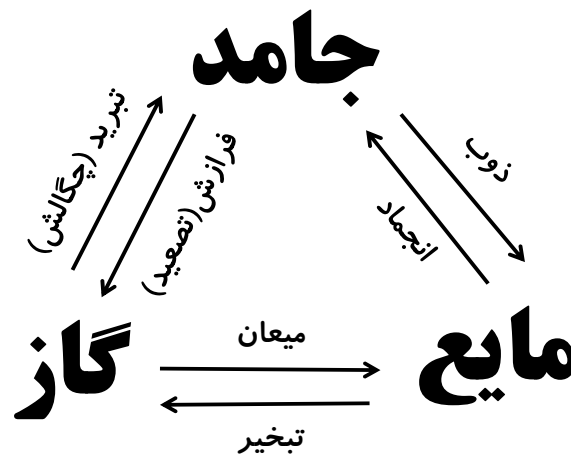 جامد
ذوب
انجماد
فرازش(تصعید)
تبرید (چگالش)
مایع
میعان
گاز
تبخیر